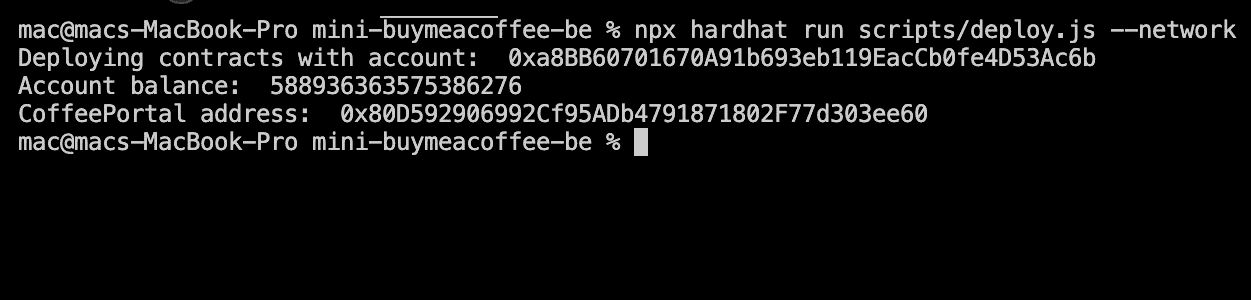 mac@macs-MacBook-Pro mini-buymeacoffee-be % npx hardhat run scripts/deploy.js --network
Deploying contracts with account:  0xa8BB60701670A91b693eb119EacCb0fe4D53Ac6b
Account balance:  588936363575386276
CoffeePortal address:  0x80D592906992Cf95ADb4791871802F77d303ee60
mac@macs-MacBook-Pro mini-buymeacoffee-be %